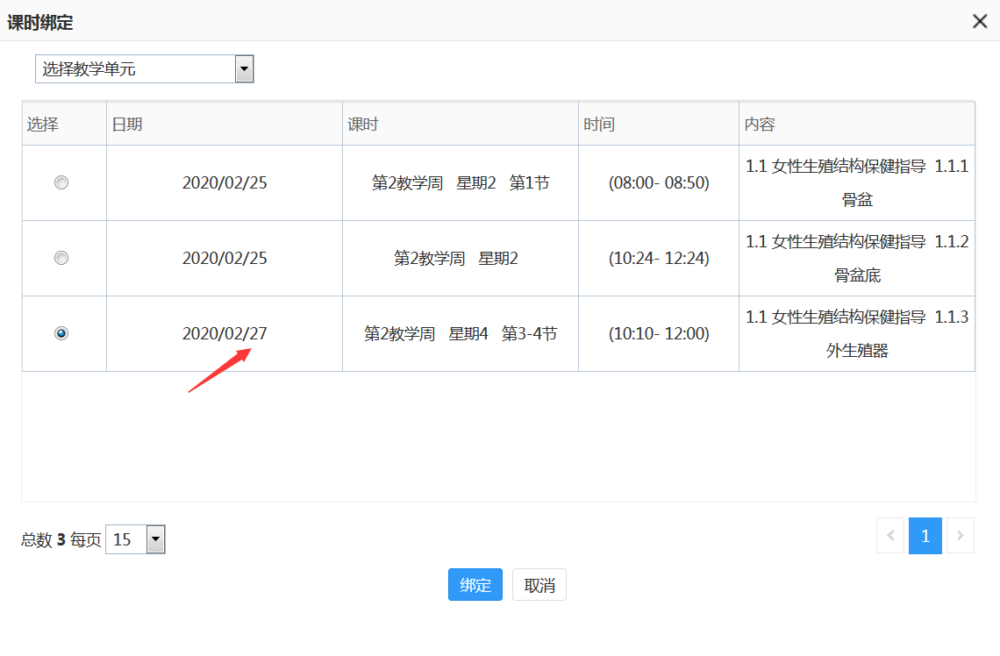 课时绑定
选择教学单元
选择 日期 课时 时间 内容
2020/02/25 第2教学周 星期2 第1节 (08:00- 08:50) 1.1 女性生殖结构保健指导 1.1.1
骨盆
2020/02/25 第2教学周 星期2 (10:24- 12:24) 1.1 女性生殖结构保健指导 1.1.2
骨盆底
2020/02/27 第2教学周 星期4 第3-4节 (10:10- 12:00) 1.1 女性生殖结构保健指导 1.1.3
外生殖器
总数 3 每页 15 < 1 >
绑定 取消